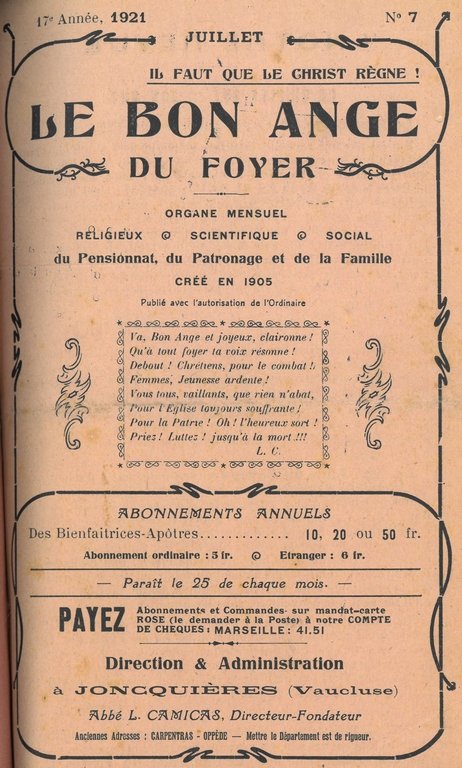 17e Année, 1921
No 7
JUILLET
IL FAUT QUE LE CHRIST RÈGNE !
LE BON ANGE
DU FOYER
ORGANE MENSUEL
RELIGIEUX SCIENTIFIQUE SOCIAL
du Pensionnat, du Patronage et de la Famille
CRÉÉ EN 1905
Publié avec l'autorisation de l'Ordinaire
Va, Bon Ange et joyeux, claironne !
Qu'à tout foyer ta voix résonne !
Debout ! Chrétiens, pour le combat !
Femmes, Jeunesse ardente !
Vous tous, vaillants, que rien n'abat,
Pour l'Eglise toujours souffrante !
Pour la Patrie ! Oh ! l'heureux sort !
Priez ! Luttez ! jusqu'à la mort !!!
L. C.
ABONNEMENTS ANNUELS
Des Bienfaitrices-Apôtres............. 10, 20 ou 50 fr.
Abonnement ordinaire : 5 fr. Etranger : 6 fr.
— Paraît le 25 de chaque mois. —
PAYEZ
Abonnements et Commandes sur mandat-carte
ROSE (le demander à la Poste) à notre COMPTE
DE CHEQUES : MARSEILLE : 41.51
Direction & Administration
à JONCQUIÈRES (Vaucluse)
Abbé L. CAMICAS, Directeur-Fondateur
Anciennes Adresses : CARPENTRAS - OPPÈDE — Mettre le Département est de rigueur.